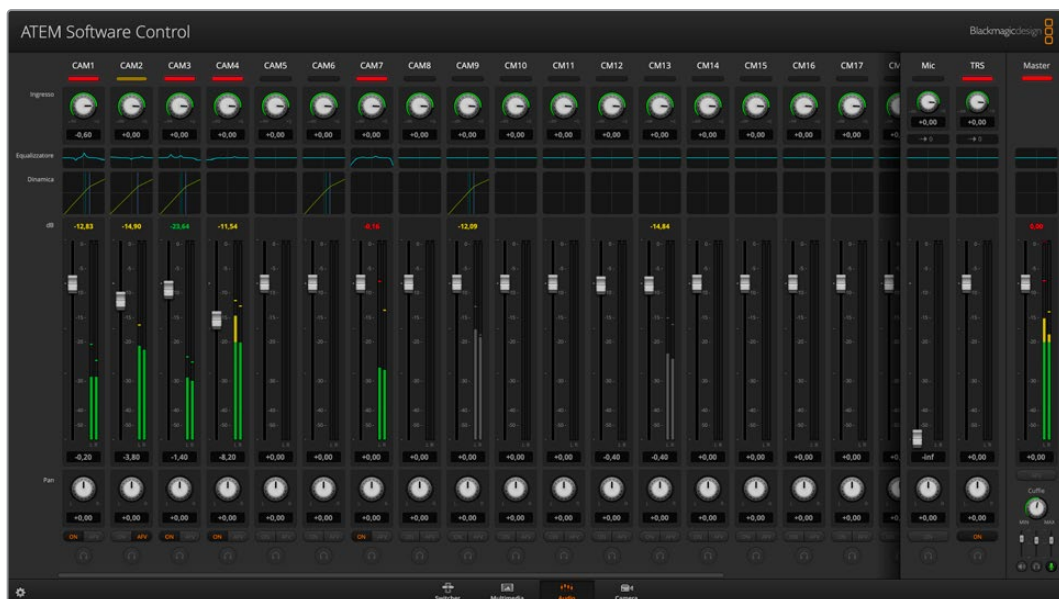 ATEM Software Control
Blackmagicdesign
CAM1 CAM2 CAM3 CAM4 CAM5 CAM6 CAM7 CAM8 CAM9 CM10 CM11 CM12 CM13 CM14 CM15 CM16 CM17 Mic TRS Master
Ingresso
-0,60 +0,00 +0,00 +0,00 +0,00 +0,00 +0,00 +0,00 +0,00 +0,00 +0,00 +0,00 +0,00 +0,00 +0,00 +0,00 +0,00 +0,00 +0,00
Equalizzatore
Dinamica
dB -12,83 -14,90 -23,64 -11,54 -12,09 -14,84 0,00
-0,20 -3,80 -1,40 -8,20 +0,00 +0,00 +0,00 +0,00 +0,00 +0,00 +0,00 -0,40 -0,40 +0,00 +0,00 +0,00 +0,00 -inf +0,00 +0,00
Pan
Cuffie
+0,00 +0,00 +0,00 +0,00 +0,00 +0,00 +0,00 +0,00 +0,00 +0,00 +0,00 +0,00 +0,00 +0,00 +0,00 +0,00 +0,00 +0,00 +0,00
MIN MAX
ON AFV ON ON ON ON
Switcher Multimedia Audio Camera